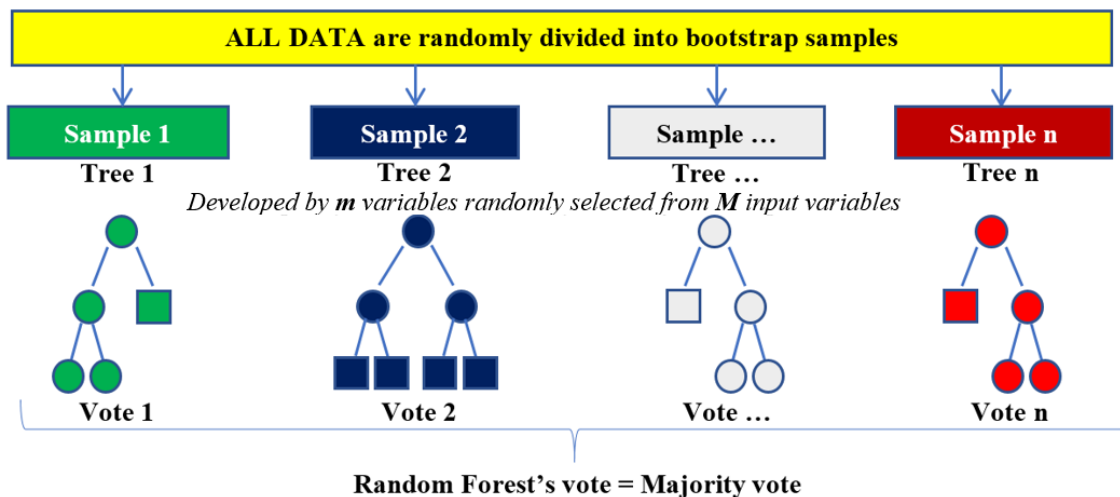 ALL DATA are randomly divided into bootstrap samples
Sample 1 Sample 2 Sample … Sample n
Tree 1 Tree 2 Tree … Tree n
Developed by m variables randomly selected from M input variables
Vote 1 Vote 2 Vote … Vote n
Random Forest's vote = Majority vote